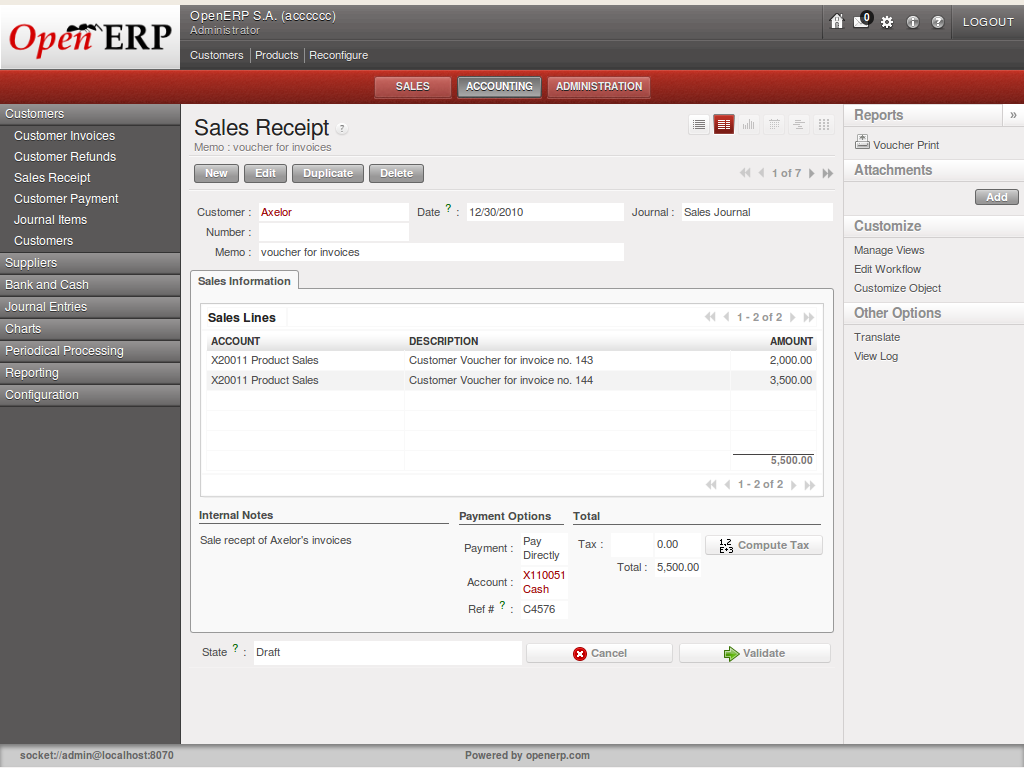 Open ERP
OpenERP S.A. (acccccc)
Administrator
Customers Products Reconfigure
0
LOGOUT
SALES ACCOUNTING ADMINISTRATION
Customers
Customer Invoices
Customer Refunds
Sales Receipt
Customer Payment
Journal Items
Customers
Suppliers
Bank and Cash
Journal Entries
Charts
Periodical Processing
Reporting
Configuration
Sales Receipt ?
Memo : voucher for invoices
New Edit Duplicate Delete
1 of 7
Customer : Axelor Date ? : 12/30/2010 Journal : Sales Journal
Number :
Memo : voucher for invoices
Sales Information
Sales Lines 1 - 2 of 2
ACCOUNT DESCRIPTION AMOUNT
X20011 Product Sales Customer Voucher for invoice no. 143 2,000.00
X20011 Product Sales Customer Voucher for invoice no. 144 3,500.00
5,500.00
1 - 2 of 2
Internal Notes
Sale recept of Axelor's invoices
Payment Options
Payment : Pay
Directly
Account : X110051
Cash
Ref # ? : C4576
Total
Tax : 0.00 1,2 E+3 Compute Tax
Total : 5,500.00
State ? : Draft Cancel Validate
Reports »
Voucher Print
Attachments
Add
Customize
Manage Views
Edit Workflow
Customize Object
Other Options
Translate
View Log
socket://admin@localhost:8070 Powered by openerp.com